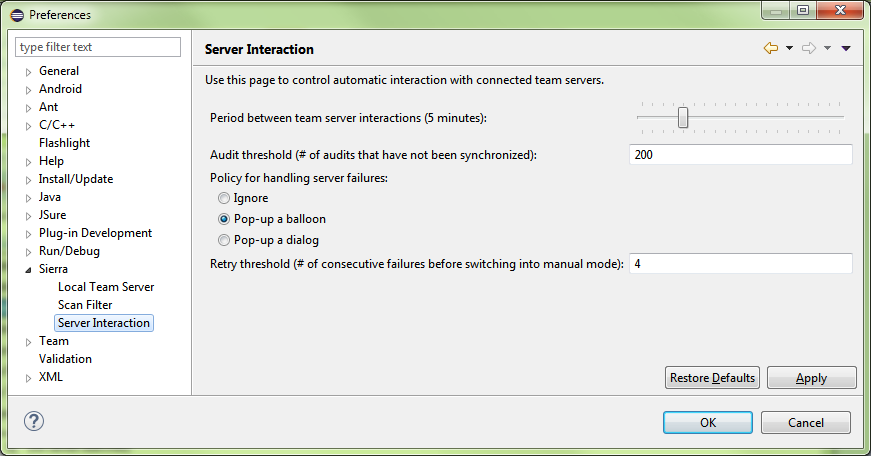 Preferences
type filter text
General
Android
Ant
C/C++
Flashlight
Help
Install/Update
Java
JSure
Plug-in Development
Run/Debug
Sierra
Local Team Server
Scan Filter
Server Interaction
Team
Validation
XML
Server Interaction
Use this page to control automatic interaction with connected team servers.
Period between team server interactions (5 minutes):
Audit threshold (# of audits that have not been synchronized): 200
Policy for handling server failures:
Ignore
Pop-up a balloon
Pop-up a dialog
Retry threshold (# of consecutive failures before switching into manual mode): 4
Restore Defaults Apply
OK Cancel